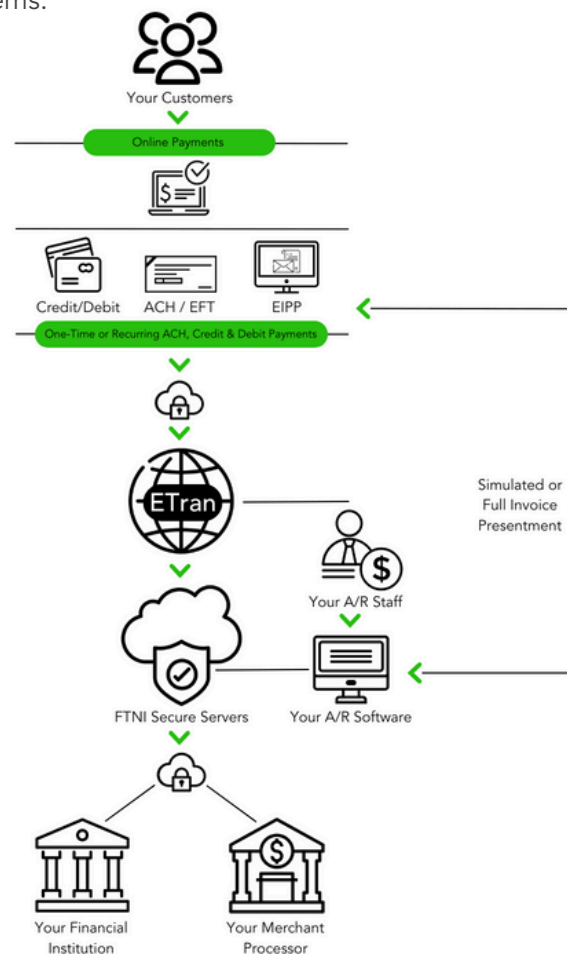 Your Customers
Online Payments
$
Credit/Debit ACH / EFT EIPP
One-Time or Recurring ACH, Credit & Debit Payments
ETran
Simulated or
Full Invoice
Presentment
$
Your A/R Staff
FTNI Secure Servers Your A/R Software
$
Your Financial
Institution
Your Merchant
Processor